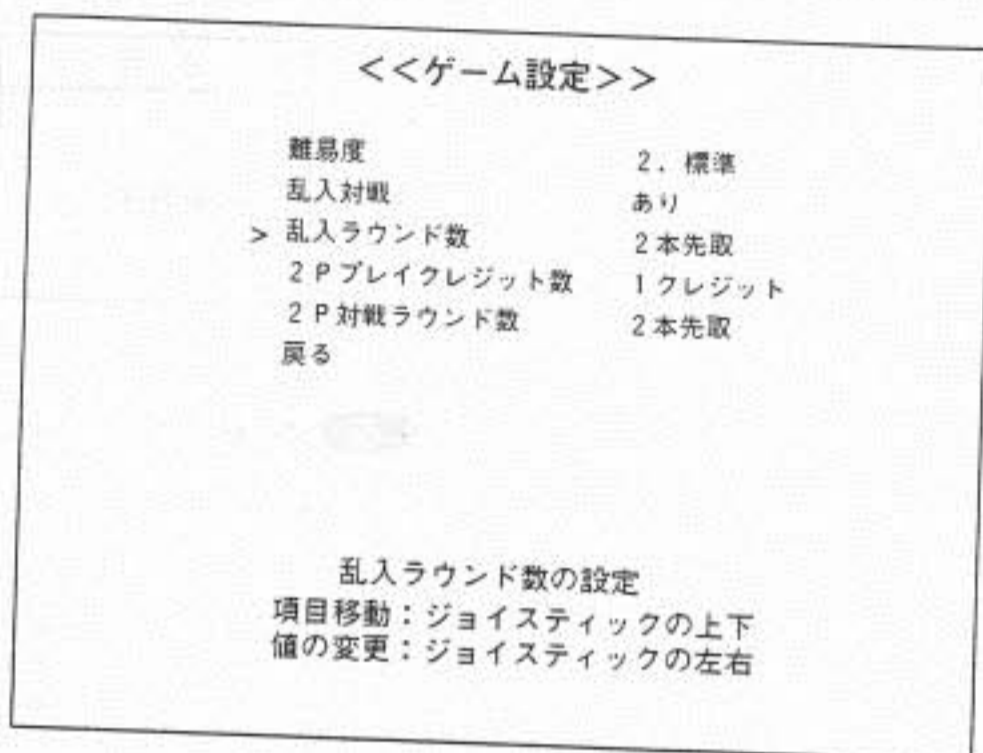 <<ゲーム設定>>
難易度 2. 標準
乱入対戦 あり
> 乱入ラウンド数 2本先取
2Pプレイクレジット数 1クレジット
2P対戦ラウンド数 2本先取
戻る
乱入ラウンド数の設定
項目移動：ジョイスティックの上下
値の変更：ジョイスティックの左右